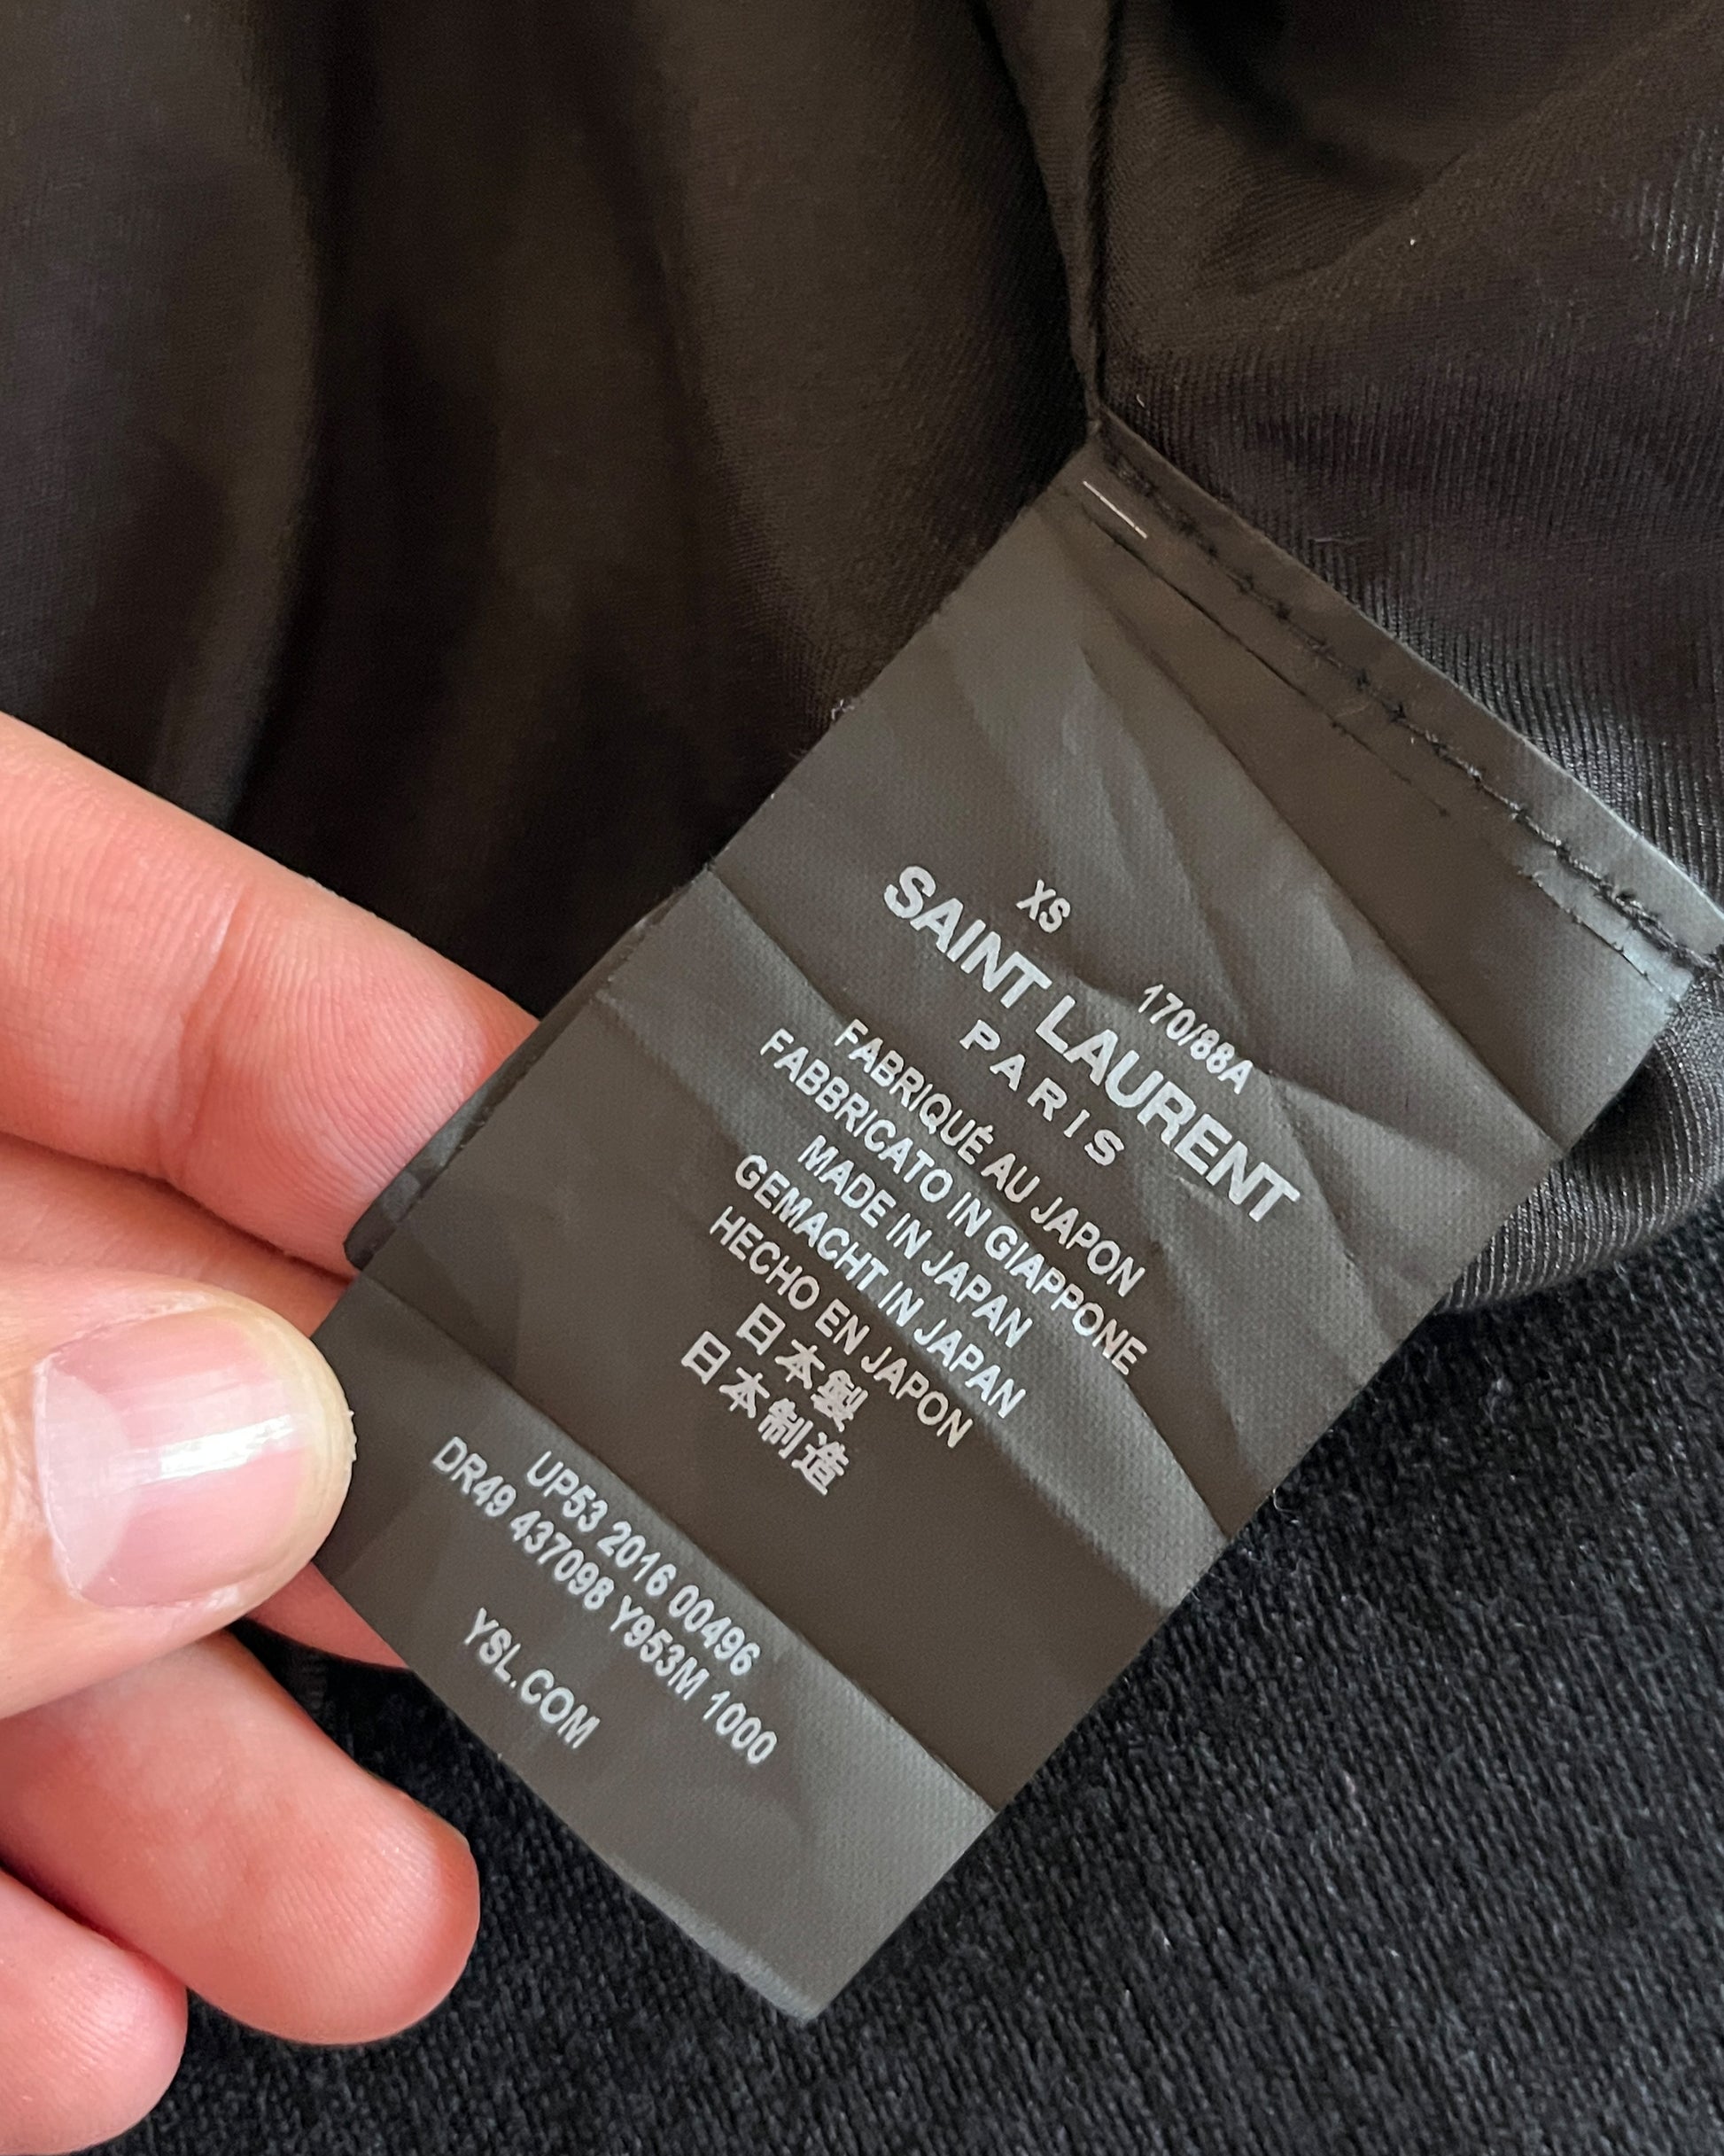 XS 170/88A
SAINT LAURENT
PARIS
FABRIQUÉ AU JAPON
FABBRICATO IN GIAPPONE
MADE IN JAPAN
GEMACHT IN JAPAN
HECHO EN JAPON
日本製
日本制造
UP53 2016 00496
DR49 437098 Y953M 1000
YSL.COM